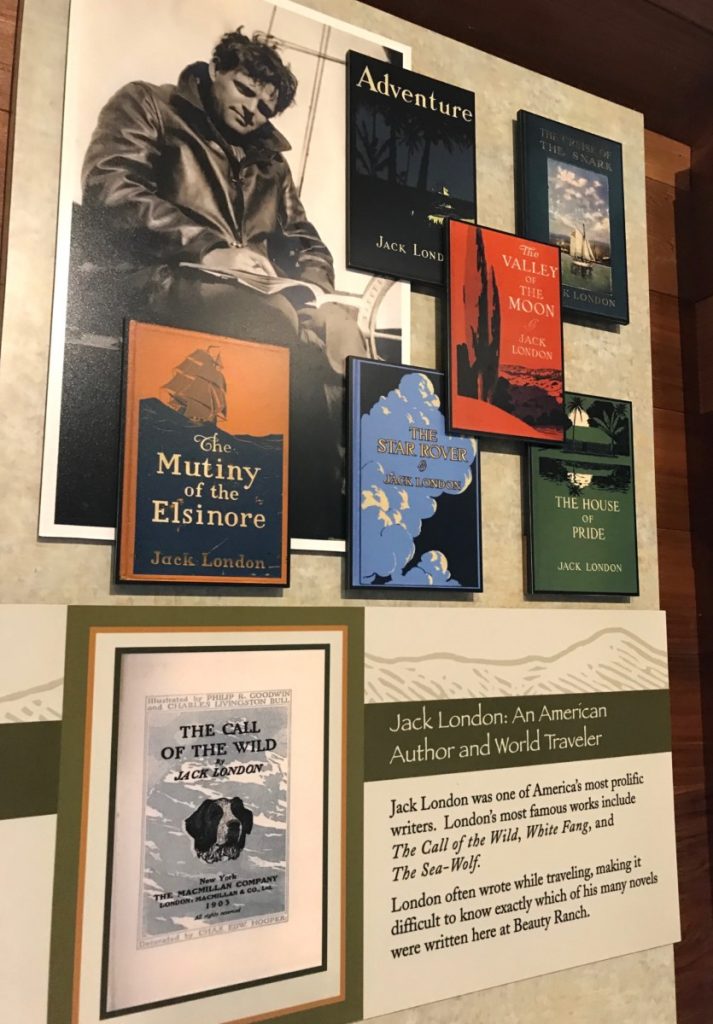 Adventure
JACK LOND
THE CRUISE OF
THE SNARK
K LONDON
The
VALLEY
OF THE
MOON
JACK
LONDON
The
Mutiny
of the
Elsinore
Jack London
THE
STAR ROVER
JACK LONDON
THE HOUSE
OF
PRIDE
JACK LONDON
Illustrated by PHILIP R. GOODWIN
and CHARLES LIVINGSTON BULL
THE CALL
OF THE WILD
By
JACK LONDON
New York
THE MACMILLAN COMPANY
LONDON: MACMILLAN & CO., Ltd.
1903
All rights reserved
Decorated by CHAS. EDW. HOOPER
Jack London: An American
Author and World Traveler
Jack London was one of America's most prolific
writers. London's most famous works include
The Call of the Wild, White Fang, and
The Sea-Wolf.
London often wrote while traveling, making it
difficult to know exactly which of his many novels
were written here at Beauty Ranch.